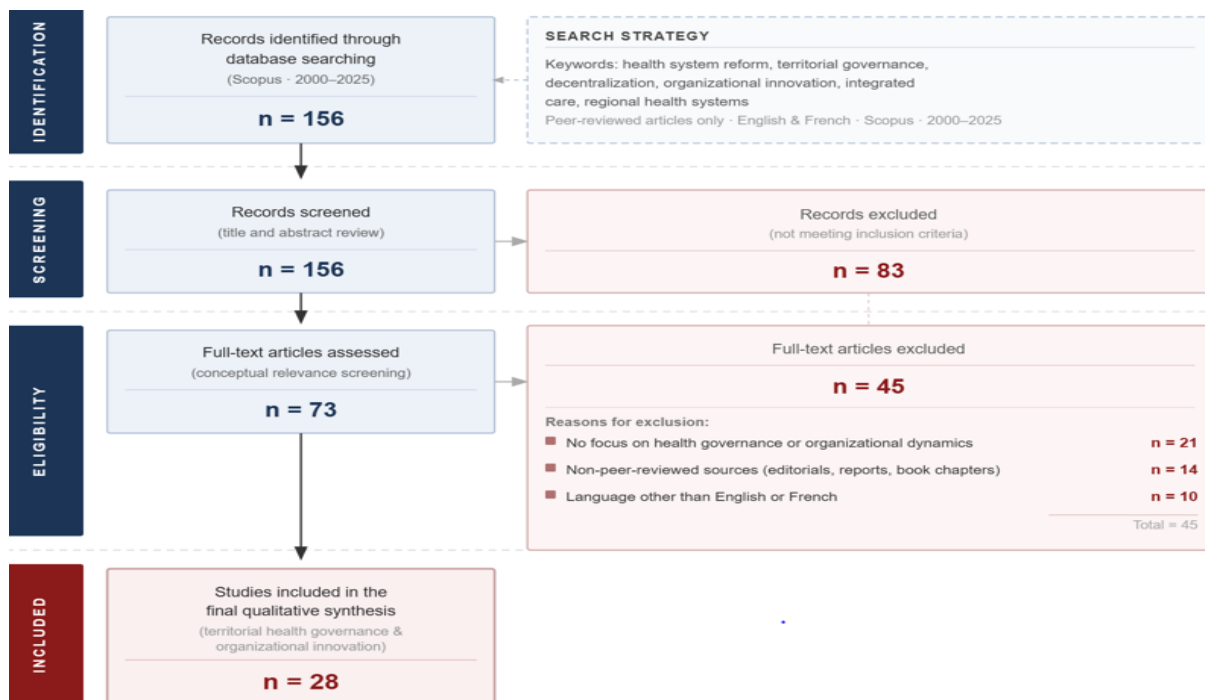 IDENTIFICATION
Records identified through
database searching
(Scopus · 2000–2025)
n = 156
SEARCH STRATEGY
Keywords: health system reform, territorial governance,
decentralization, organizational innovation, integrated
care, regional health systems
Peer-reviewed articles only · English & French · Scopus · 2000–2025
SCREENING
Records screened
(title and abstract review)
n = 156
Records excluded
(not meeting inclusion criteria)
n = 83
ELIGIBILITY
Full-text articles assessed
(conceptual relevance screening)
n = 73
Full-text articles excluded
n = 45
Reasons for exclusion:
No focus on health governance or organizational dynamics n = 21
Non-peer-reviewed sources (editorials, reports, book chapters) n = 14
Language other than English or French n = 10
Total = 45
INCLUDED
Studies included in the
final qualitative synthesis
(territorial health governance &
organizational innovation)
n = 28